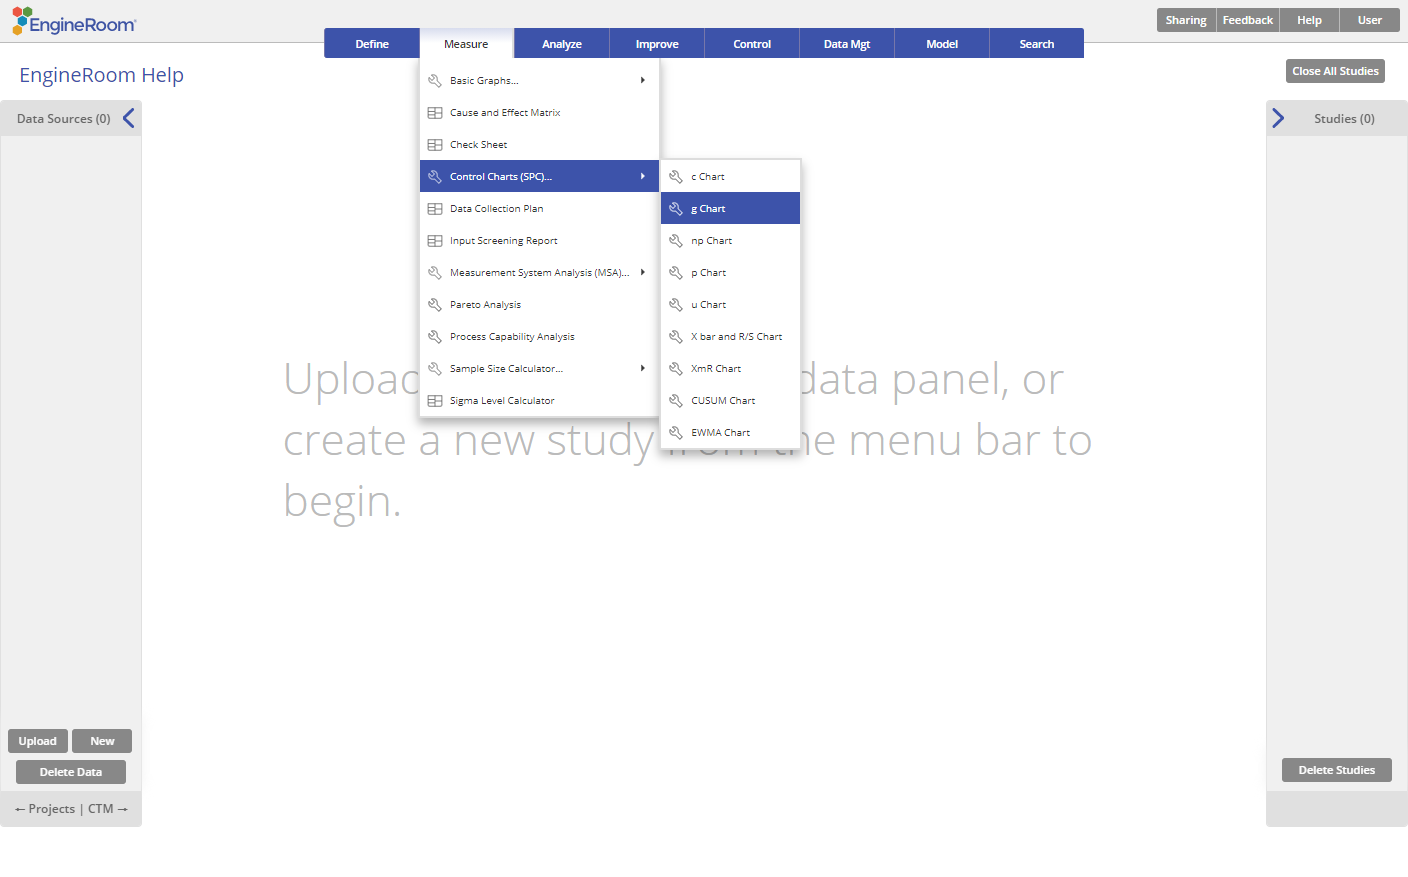 EngineRoom
Sharing Feedback Help User
Define Measure Analyze Improve Control Data Mgt Model Search
EngineRoom Help
Close All Studies
Data Sources (0)
Studies (0)
Basic Graphs...
Cause and Effect Matrix
Check Sheet
Control Charts (SPC)...
Data Collection Plan
Input Screening Report
Measurement System Analysis (MSA)...
Pareto Analysis
Process Capability Analysis
Sample Size Calculator...
Sigma Level Calculator
c Chart
g Chart
np Chart
p Chart
u Chart
X bar and R/S Chart
XmR Chart
CUSUM Chart
EWMA Chart
Upload data panel, or
create a new study from the menu bar to
begin.
Upload New
Delete Data
← Projects | CTM →
Delete Studies